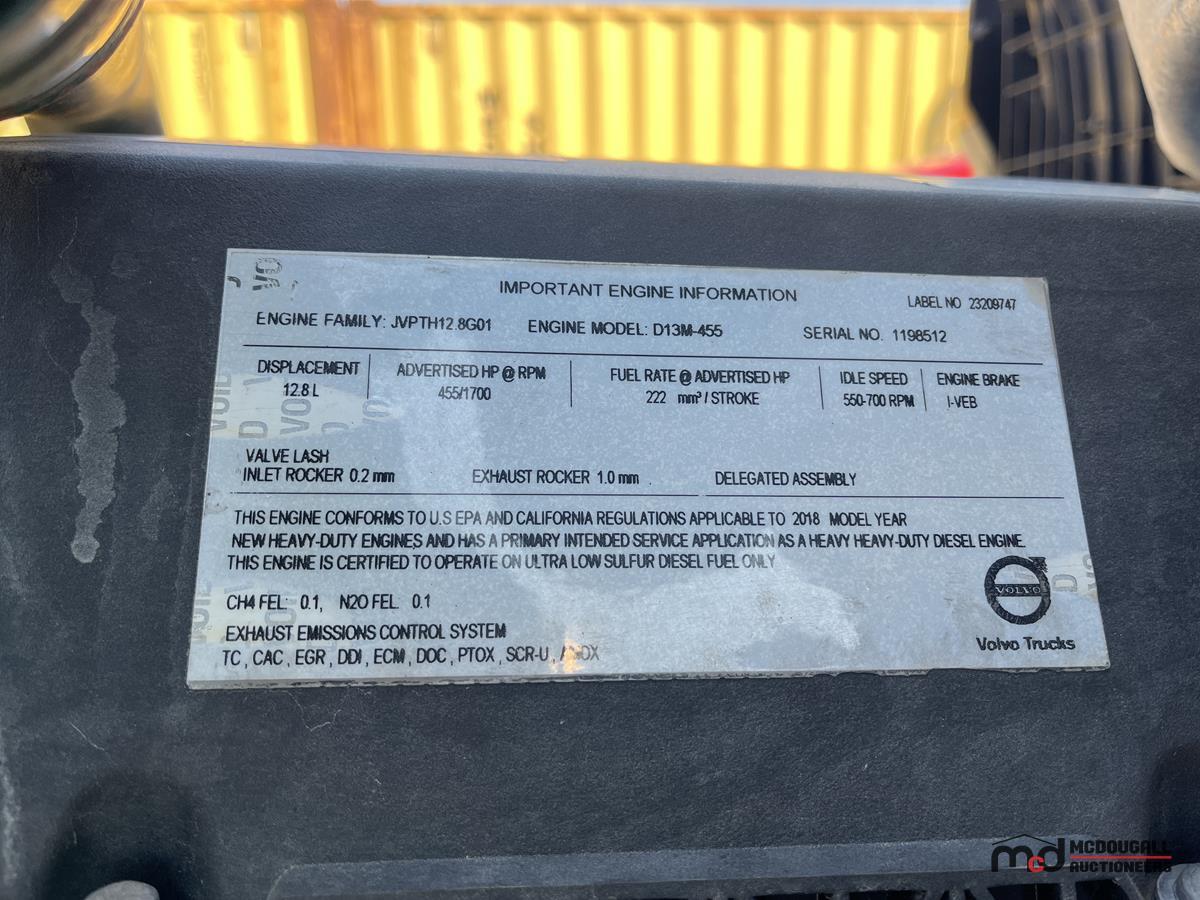 IMPORTANT ENGINE INFORMATION
LABEL NO 23209747
ENGINE FAMILY: JVPTH12.8G01 ENGINE MODEL: D13M-455 SERIAL NO. 1198512
DISPLACEMENT ADVERTISED HP @ RPM FUEL RATE @ ADVERTISED HP IDLE SPEED ENGINE BRAKE
12.8 L 455/1700 222 mm³ / STROKE 550-700 RPM I-VEB
VALVE LASH
INLET ROCKER 0.2 mm EXHAUST ROCKER 1.0 mm . DELEGATED ASSEMBLY
THIS ENGINE CONFORMS TO U.S EPA AND CALIFORNIA REGULATIONS APPLICABLE TO 2018 MODEL YEAR
NEW HEAVY-DUTY ENGINES AND HAS A PRIMARY INTENDED SERVICE APPLICATION AS A HEAVY HEAVY-DUTY DIESEL ENGINE.
THIS ENGINE IS CERTIFIED TO OPERATE ON ULTRA LOW SULFUR DIESEL FUEL ONLY
CH4 FEL: 0.1, N2O FEL 0.1
EXHAUST EMISSIONS CONTROL SYSTEM
TC , CAC , EGR , DDI , ECM , DOC , PTOX , SCR-U ,
VOLVO
Volvo Trucks
mcd MCDOUGALL
AUCTIONEERS